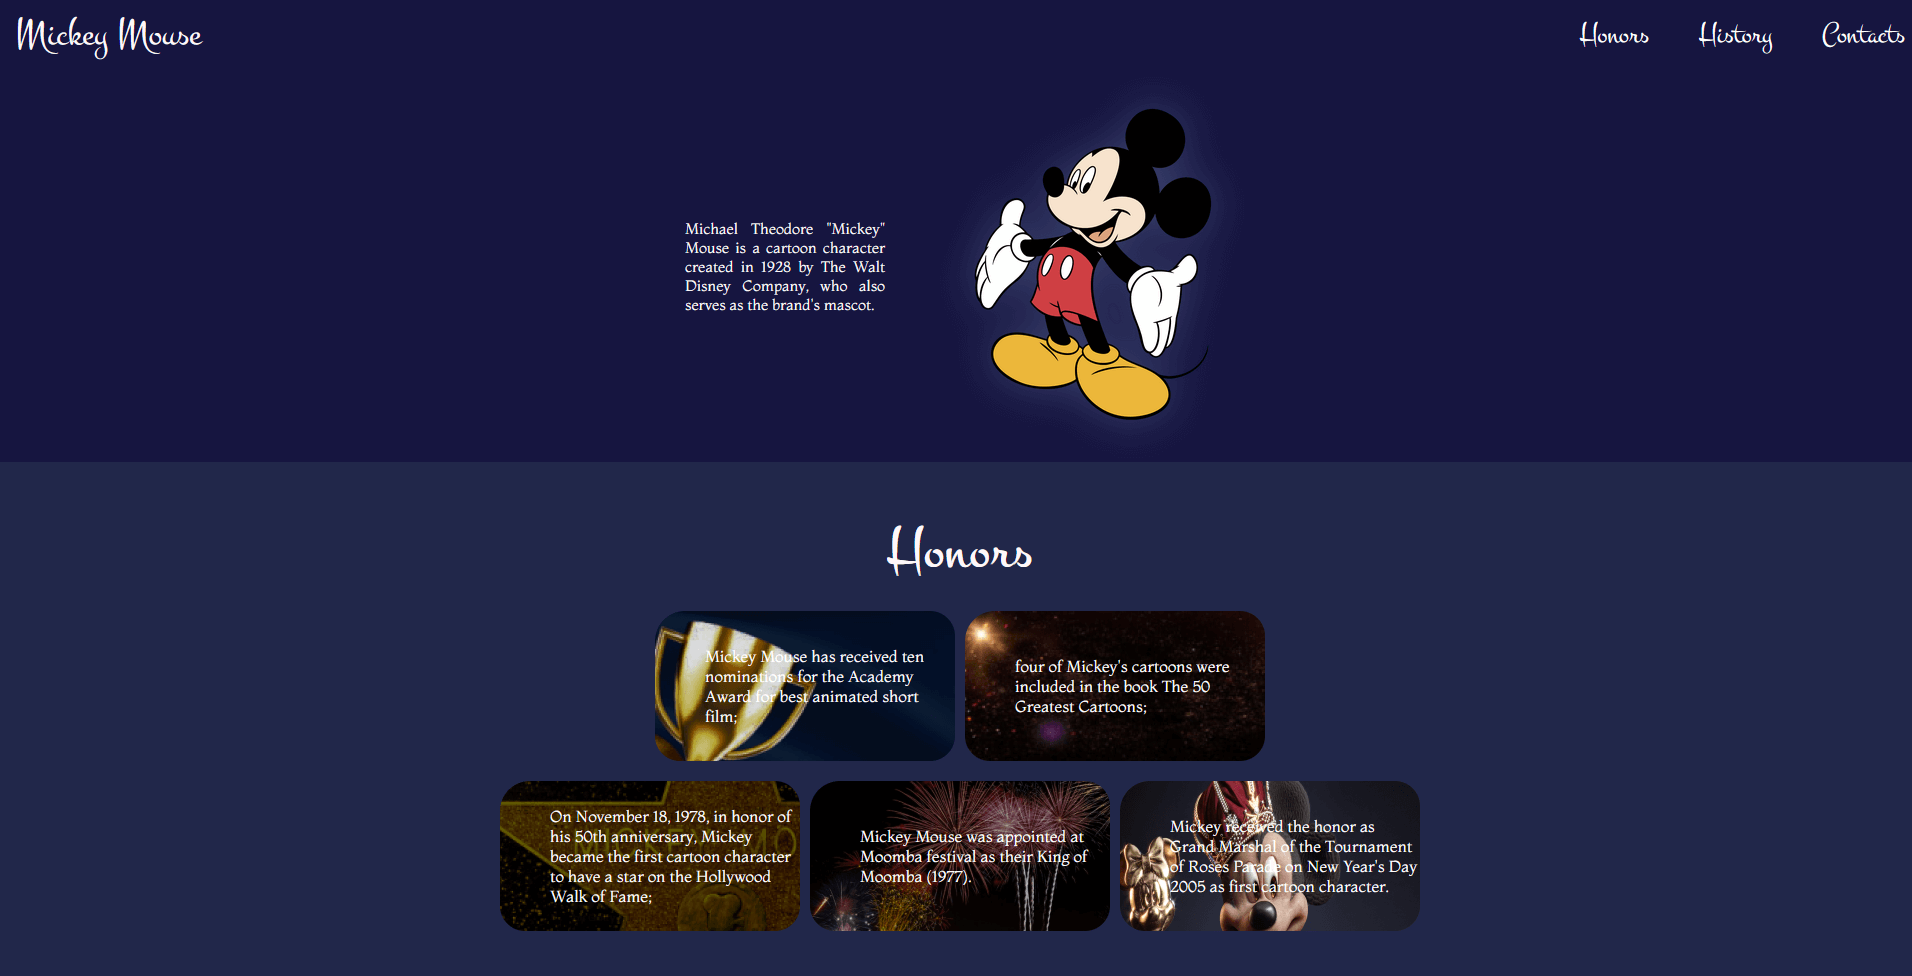 Mickey Mouse
Honors
History
Contacts
Michael Theodore "Mickey"
Mouse is a cartoon character
created in 1928 by The Walt
Disney Company, who also
serves as the brand's mascot.
Honors
Mickey Mouse has received ten
nominations for the Academy
Award for best animated short
film;
four of Mickey's cartoons were
included in the book The 50
Greatest Cartoons;
On November 18, 1978, in honor of
his 50th anniversary, Mickey
became the first cartoon character
to have a star on the Hollywood
Walk of Fame;
Mickey Mouse was appointed at
Moomba festival as their King of
Moomba (1977).
Mickey received the honor as
Grand Marshal of the Tournament
of Roses Parade on New Year's Day
2005 as first cartoon character.